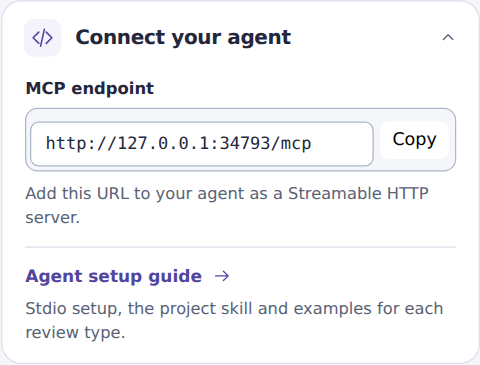 Connect your agent
MCP endpoint
http://127.0.0.1:34793/mcp
Copy
Add this URL to your agent as a Streamable HTTP
server.
Agent setup guide →
Stdio setup, the project skill and examples for each
review type.